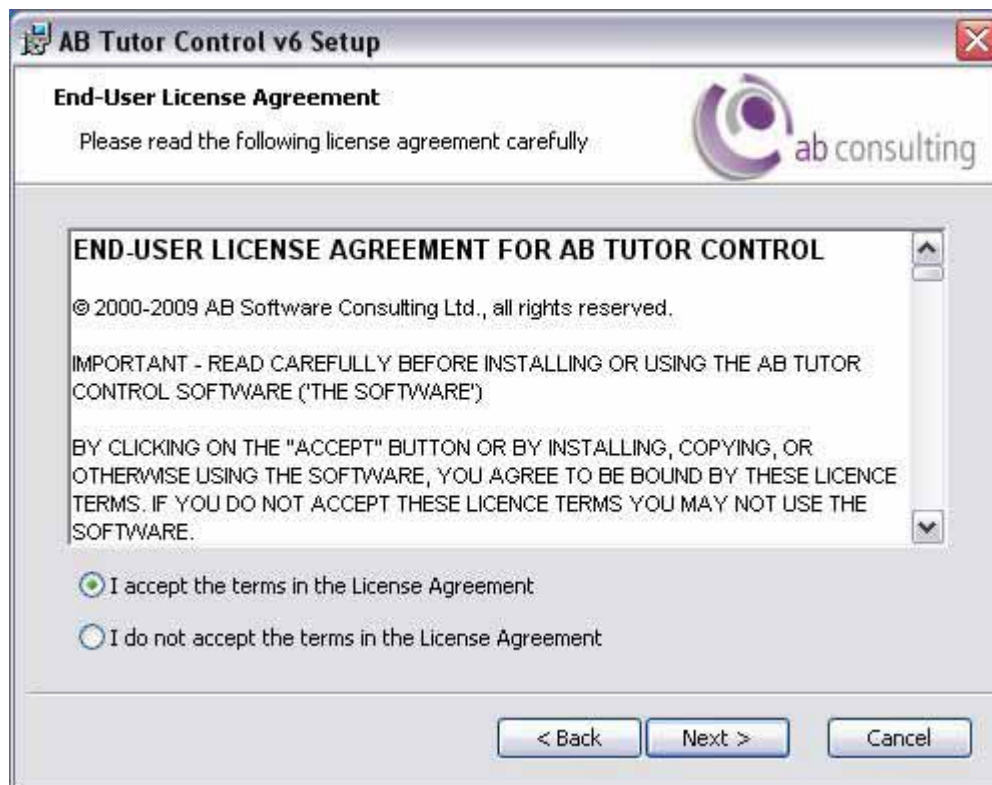 AB Tutor Control v6 Setup
End-User License Agreement
Please read the following license agreement carefully
ab consulting
END-USER LICENSE AGREEMENT FOR AB TUTOR CONTROL
© 2000-2009 AB Software Consulting Ltd., all rights reserved.
IMPORTANT - READ CAREFULLY BEFORE INSTALLING OR USING THE AB TUTOR
CONTROL SOFTWARE ('THE SOFTWARE')
BY CLICKING ON THE "ACCEPT" BUTTON OR BY INSTALLING, COPYING, OR
OTHERWISE USING THE SOFTWARE, YOU AGREE TO BE BOUND BY THESE LICENCE
TERMS. IF YOU DO NOT ACCEPT THESE LICENCE TERMS YOU MAY NOT USE THE
SOFTWARE.
I accept the terms in the License Agreement
I do not accept the terms in the License Agreement
< Back Next > Cancel